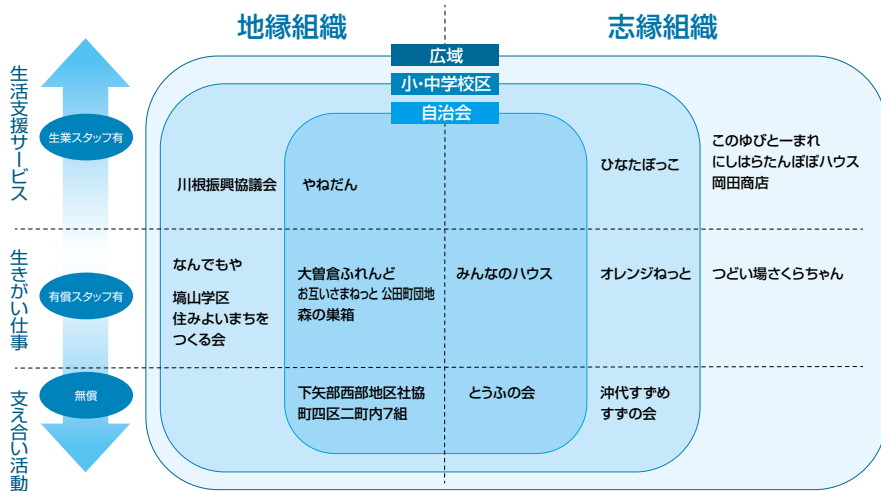 地縁組織
志縁組織
広域
小・中学校区
自治会
生活支援サービス
生きがい仕事
支え合い活動
生業スタッフ有
有償スタッフ有
無償
川根振興協議会
やねだん
ひなたぼっこ
このゆびとーまれ
にしはらたんぽぽハウス
岡田商店
なんでもや
塙山学区
住みよいまちを
つくる会
大曽倉ふれんど
お互いさまねっと 公田町団地
森の巣箱
みんなのハウス
オレンジねっと
つどい場さくらちゃん
下矢部西部地区社協
町四区二町内7組
とうふの会
沖代すずめ
すずの会